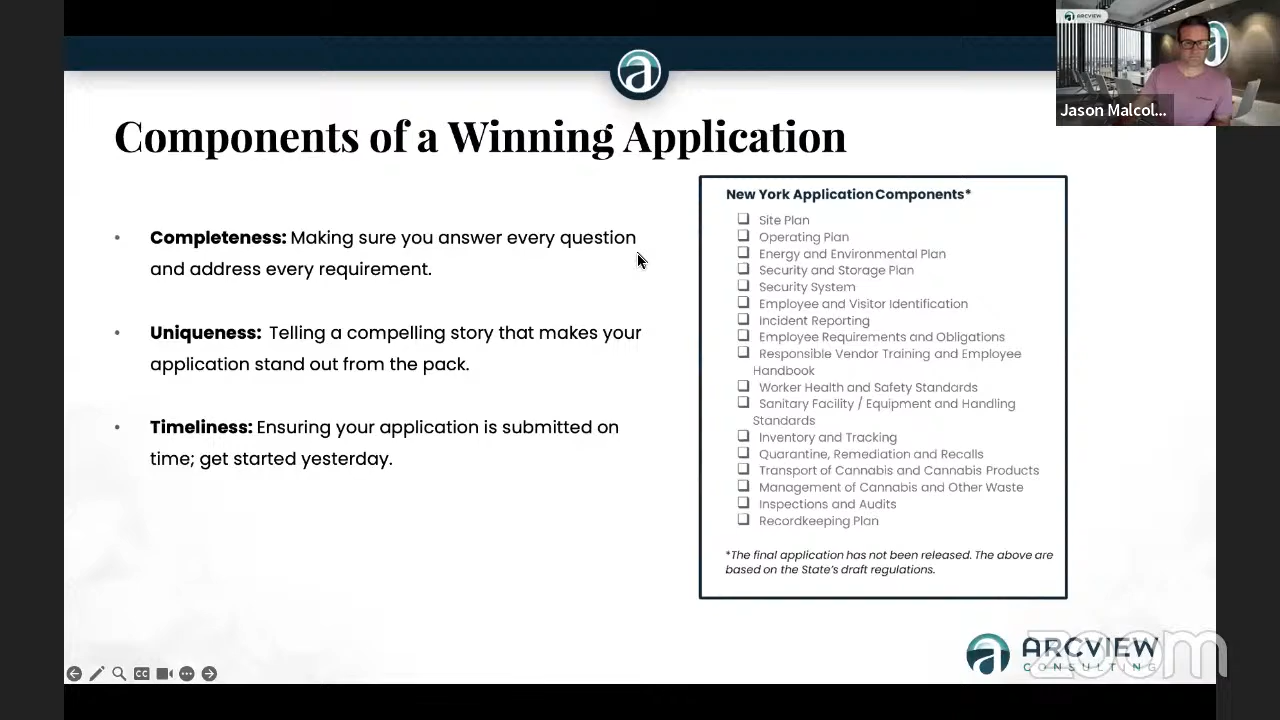 ARCVIEW
Jason Malcol...
Components of a Winning Application
• Completeness: Making sure you answer every question
and address every requirement.
• Uniqueness: Telling a compelling story that makes your
application stand out from the pack.
• Timeliness: Ensuring your application is submitted on
time; get started yesterday.
New York Application Components*
❑ Site Plan
❑ Operating Plan
❑ Energy and Environmental Plan
❑ Security and Storage Plan
❑ Security System
❑ Employee and Visitor Identification
❑ Incident Reporting
❑ Employee Requirements and Obligations
❑ Responsible Vendor Training and Employee
Handbook
❑ Worker Health and Safety Standards
❑ Sanitary Facility / Equipment and Handling
Standards
❑ Inventory and Tracking
❑ Quarantine, Remediation and Recalls
❑ Transport of Cannabis and Cannabis Products
❑ Management of Cannabis and Other Waste
❑ Inspections and Audits
❑ Recordkeeping Plan
*The final application has not been released. The above are
based on the State's draft regulations.
ARCVIEW
CONSULTING
zoom
CC